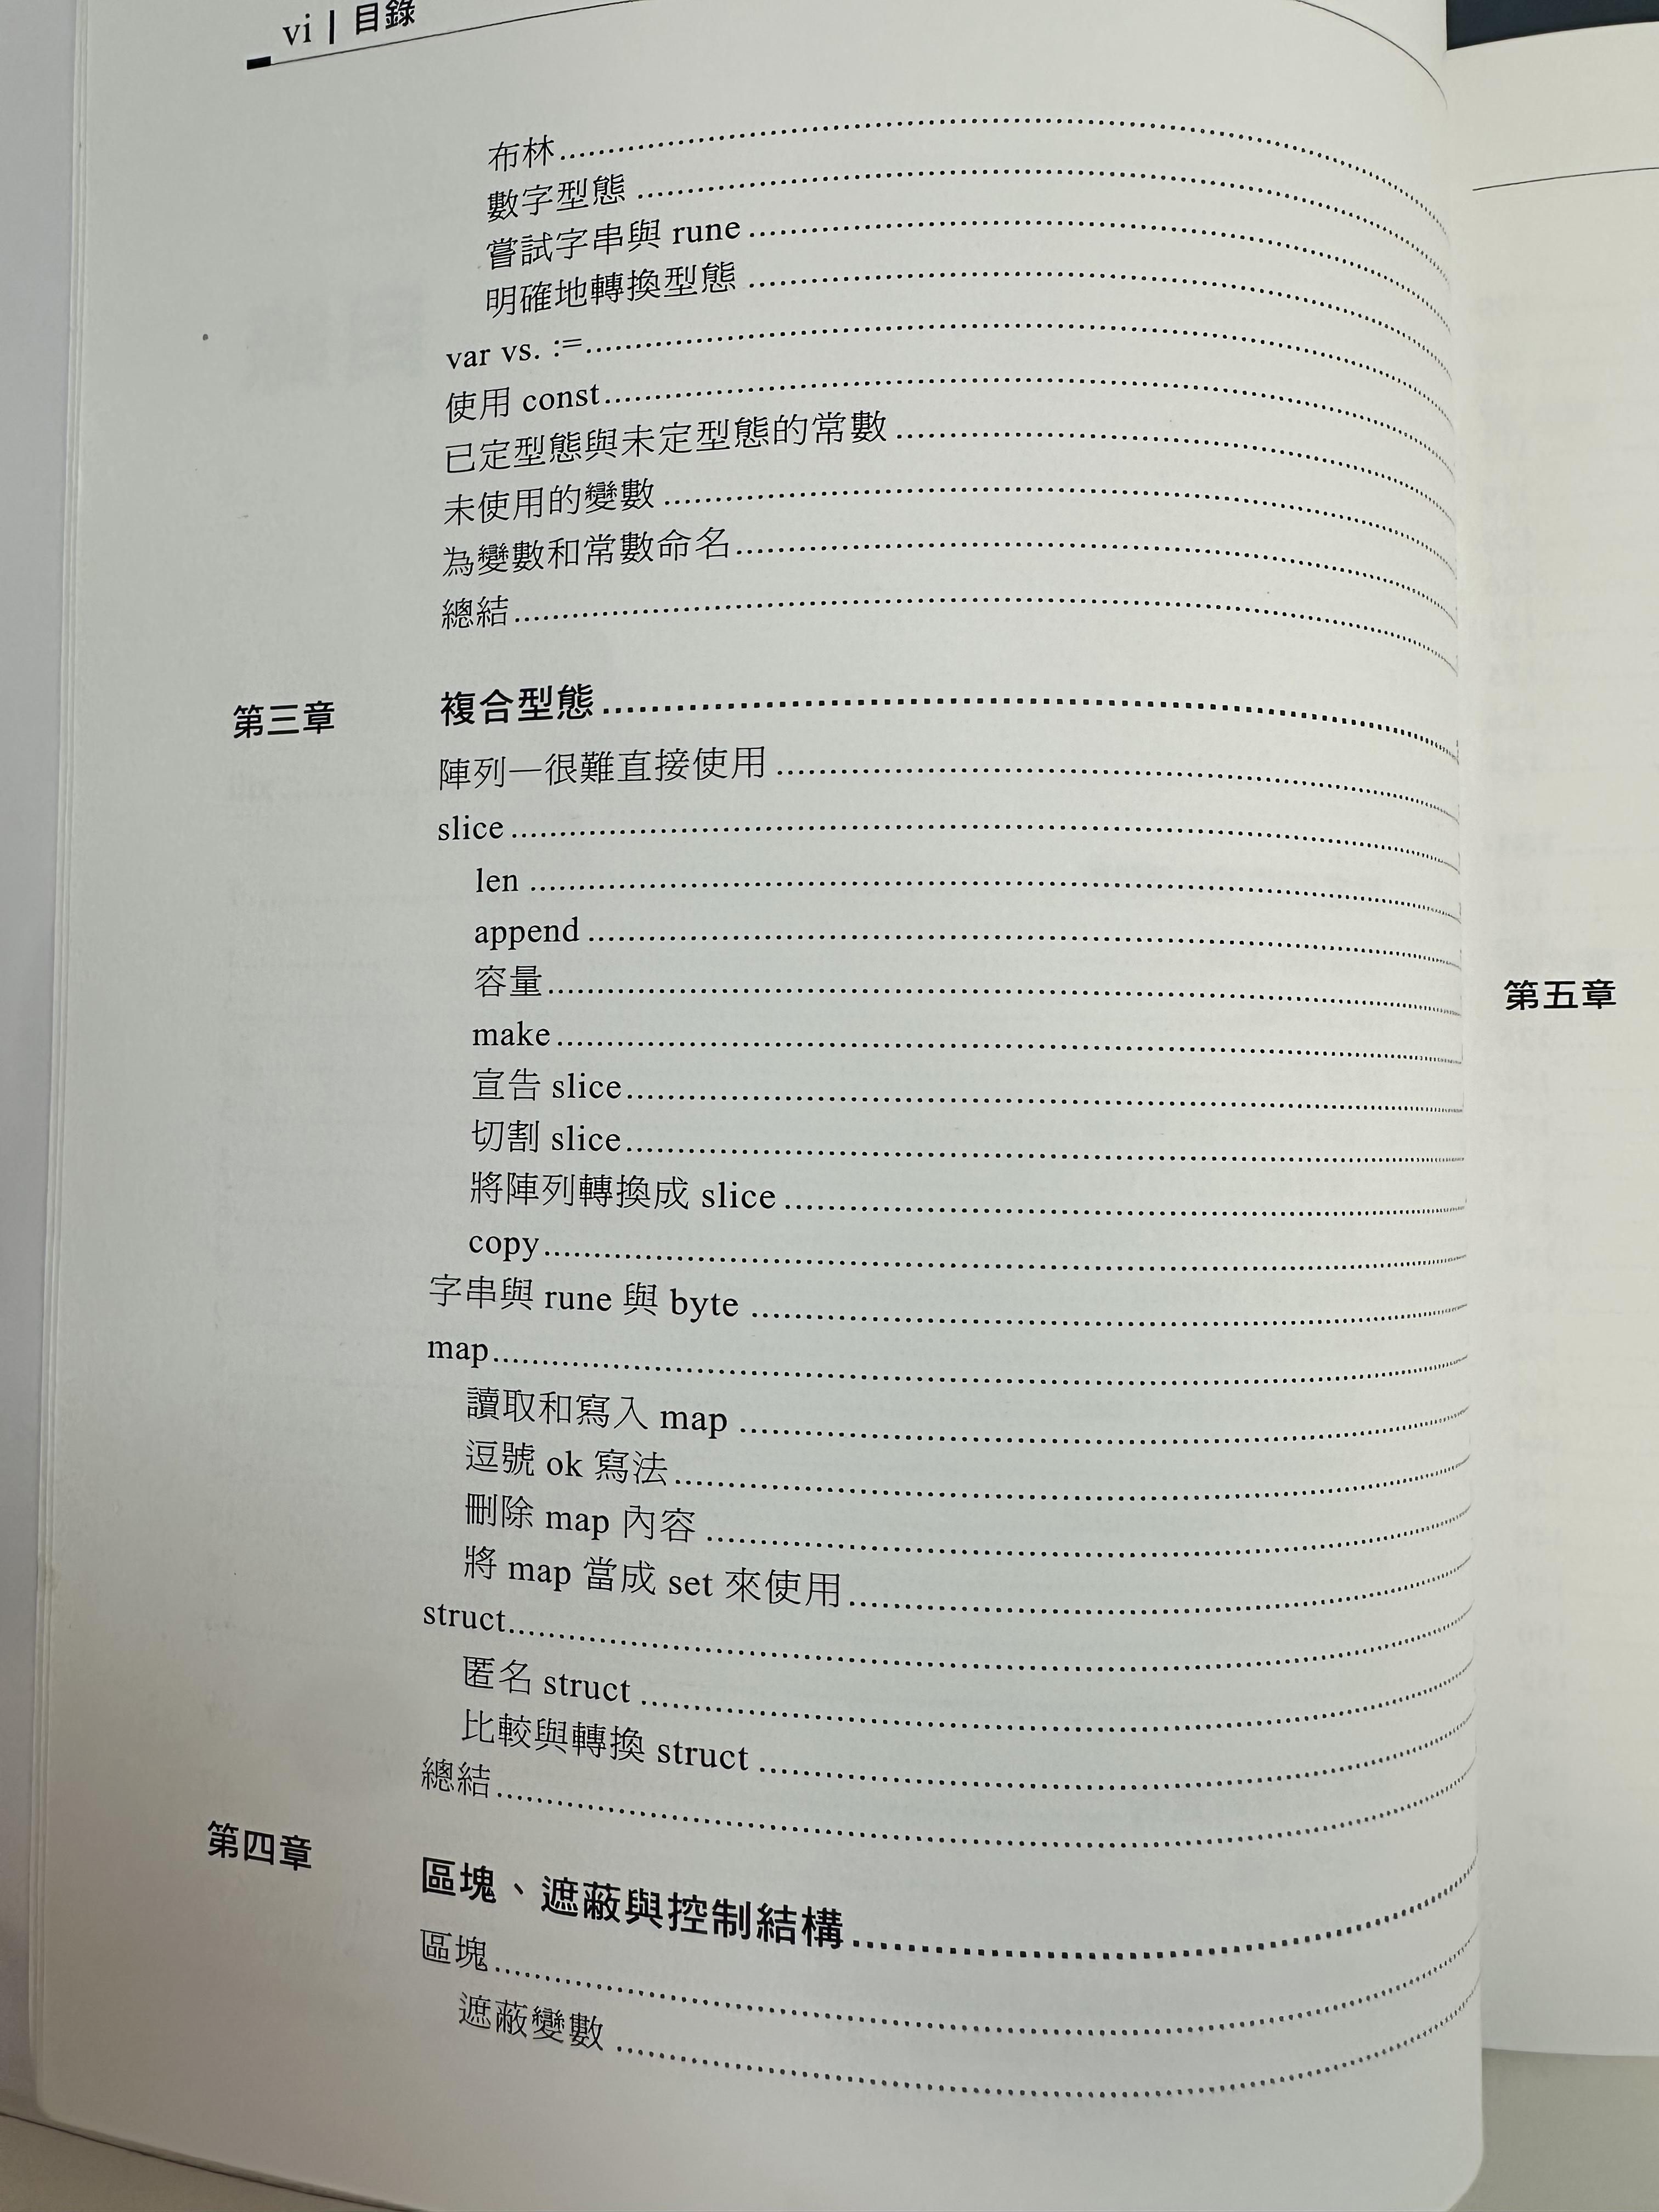 vi | 目錄
布林
數字型態
嘗試字串與 rune
明確地轉換型態
var vs. :=
使用 const
已定型態與未定型態的常數
未使用的變數
為變數和常數命名
總結
第三章 複合型態
陣列—很難直接使用
slice
len
append
容量
make
宣告 slice
切割 slice
將陣列轉換成 slice
copy
字串與 rune 與 byte
map
讀取和寫入 map
逗號 ok 寫法
刪除 map 內容
將 map 當成 set 來使用
struct
匿名 struct
比較與轉換 struct
總結
第四章 區塊、遮蔽與控制結構
區塊
遮蔽變數
第五章